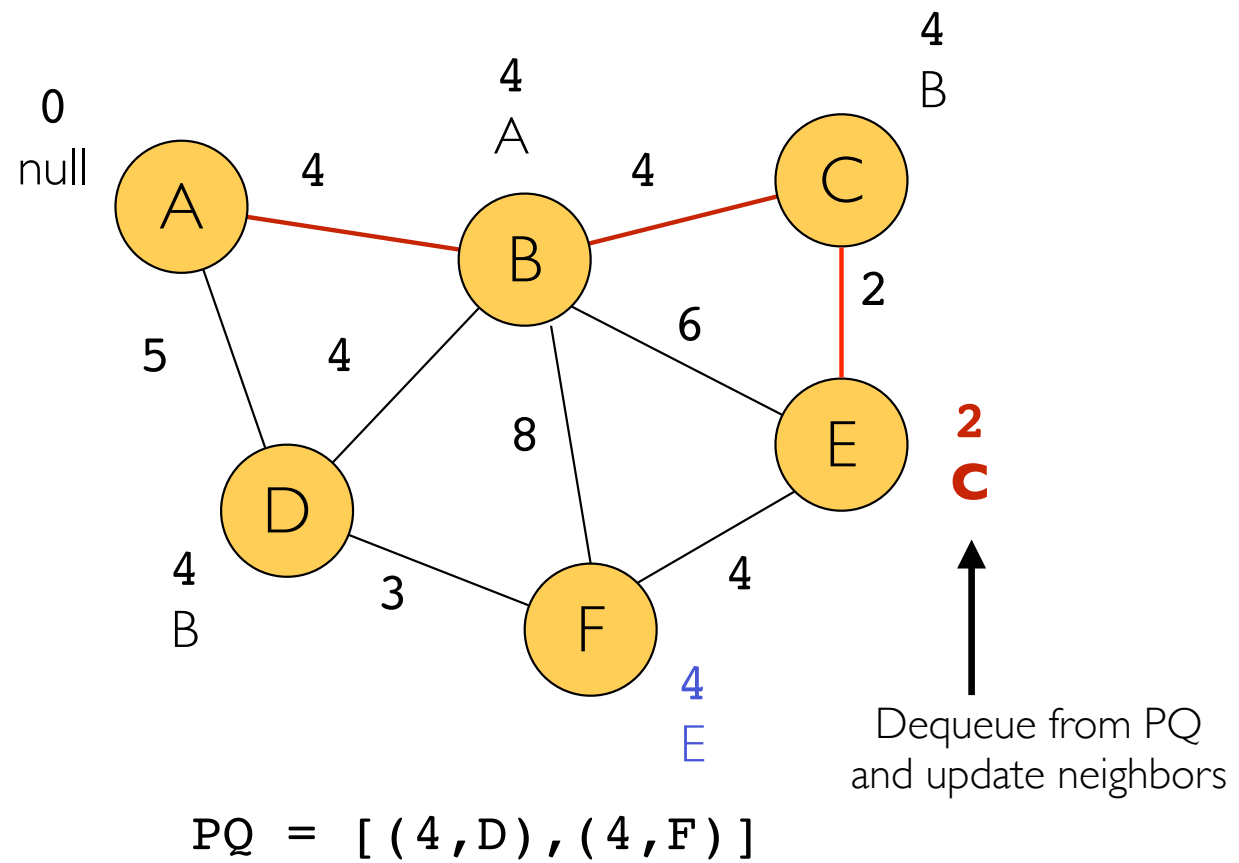 4
B
4
A
0
null
4
4
A
C
B
2
6
5
4
8
2
C
E
D
4
B
3
4
F
4
E
Dequeue from PQ
and update neighbors
PQ = [(4,D),(4,F)]